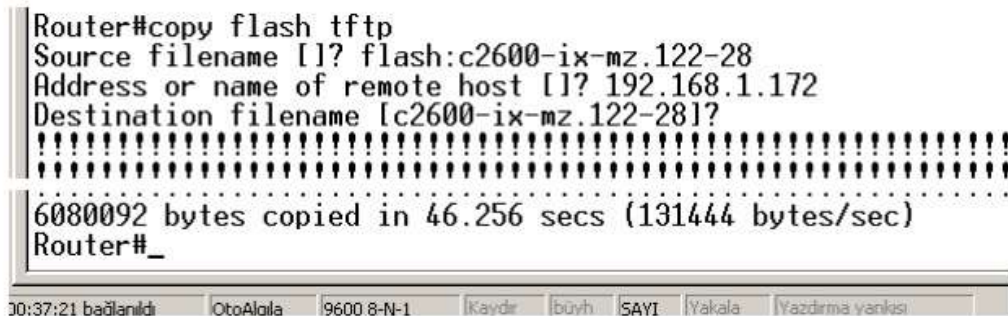 Router#copy flash tftp
Source filename []? flash:c2600-ix-mz.122-28
Address or name of remote host []? 192.168.1.172
Destination filename [c2600-ix-mz.122-28]?
!!!!!!!!!!!!!!!!!!!!!!!!!!!!!!!!!!!!!!!!!!!!!!!!!!!!!!!!!!!!
!!!!!!!!!!!!!!!!!!!!!!!!!!!!!!!!!!!!!!!!!!!!!!!!!!!!!!!!!!!!
6080092 bytes copied in 46.256 secs (131444 bytes/sec)
Router#_
00:37:21 bağlanıldı OtoAlgıla 9600 8-N-1 Kaydır büyh SAYI Yakala Yazdırma yankısı